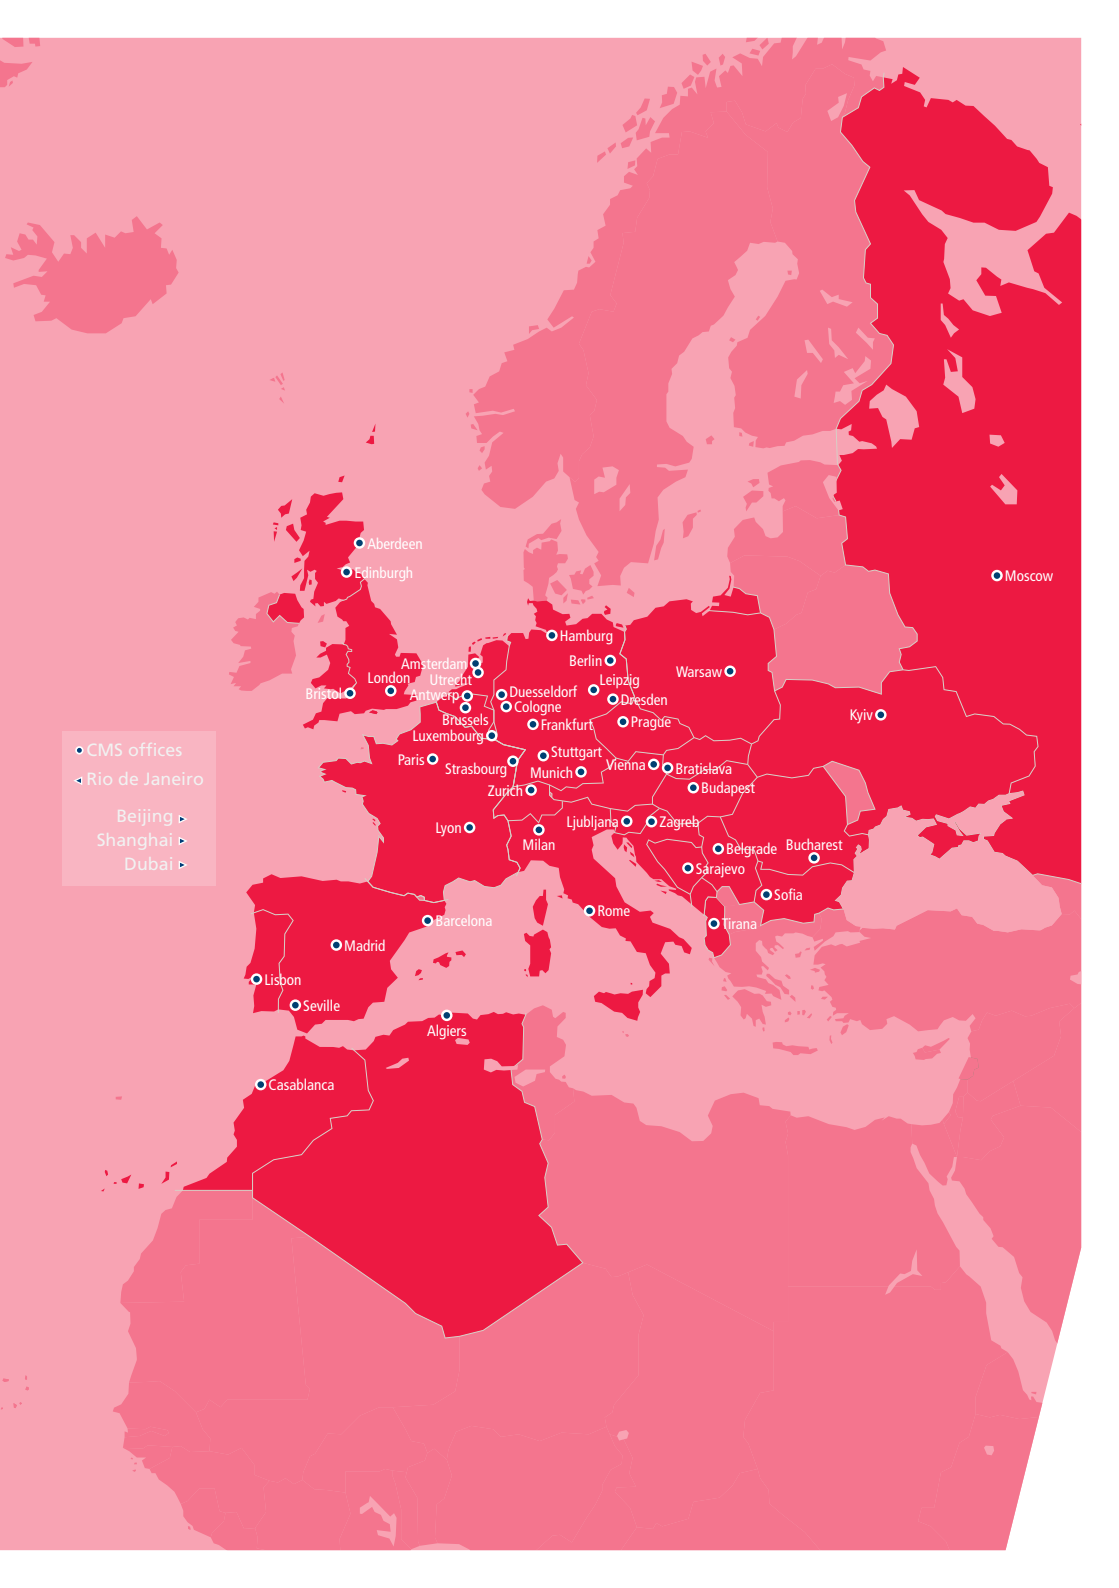 Aberdeen
Edinburgh
Moscow
Hamburg
Berlin
Amsterdam
Utrecht
Warsaw
London
Leipzig
Bristol
Antwerp
Duesseldorf
Dresden
Cologne
Kyiv
Brussels
Frankfurt
Prague
Luxembourg
CMS offices
Paris
Stuttgart
Strasbourg
Vienna
Bratislava
Munich
Rio de Janeiro
Zurich
Budapest
Beijing
Lyon
Ljubljana
Zagreb
Shanghai
Milan
Belgrade
Bucharest
Dubai
Sarajevo
Sofia
Rome
Barcelona
Tirana
Madrid
Lisbon
Seville
Algiers
Casablanca